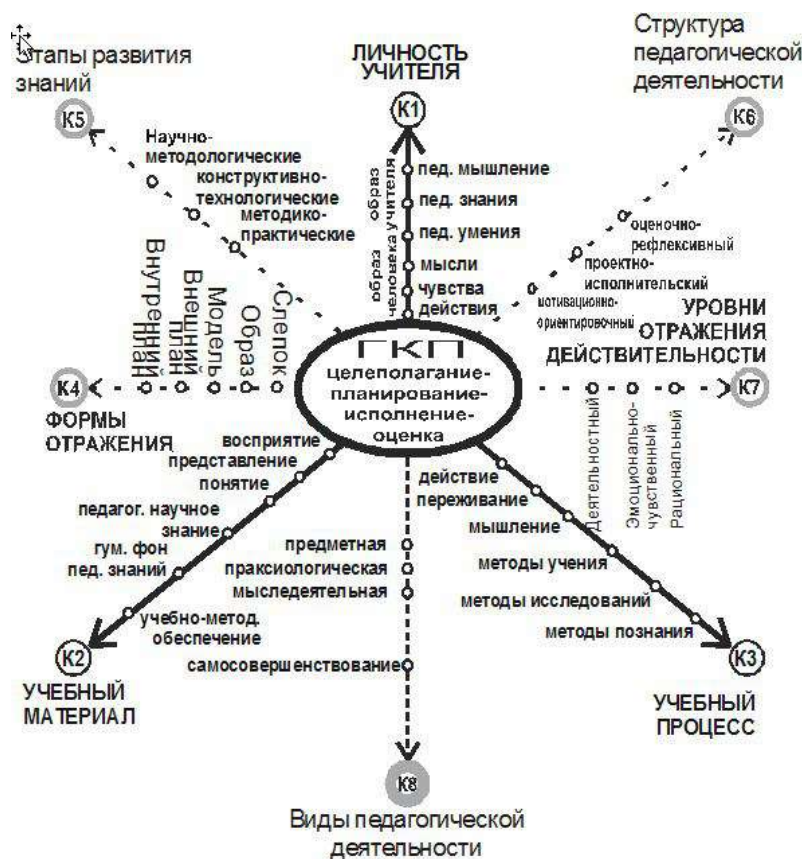 Этапы развития
знаний
К5
ЛИЧНОСТЬ
УЧИТЕЛЯ
К1
Структура
педагогической
деятельности
К6
Научно-
методологические
конструктивно-
технологические
методико-
практические
образ
человека
образ
учителя
пед. мышление
пед. знания
пед. умения
мысли
чувства
действия
оценочно-
рефлексивный
проектно-
исполнительский
мотивационно-
ориентировочный
Внутренний
план
Внешний
план
Модель
Образ
Слепок
К4
ФОРМЫ
ОТРАЖЕНИЯ
ГКП
целеполагание-
планирование-
исполнение-
оценка
УРОВНИ
ОТРАЖЕНИЯ
ДЕЙСТВИТЕЛЬНОСТИ
К7
Деятельностный
Эмоционально-
чувственный
Рациональный
восприятие
представление
понятие
педагог. научное
знание
гум. фон
пед. знаний
учебно-метод.
обеспечение
К2
УЧЕБНЫЙ
МАТЕРИАЛ
предметная
праксиологическая
мыследеятельная
самосовершенствование
К8
Виды педагогической
деятельности
действие
переживание
мышление
методы учения
методы исследований
методы познания
К3
УЧЕБНЫЙ
ПРОЦЕСС